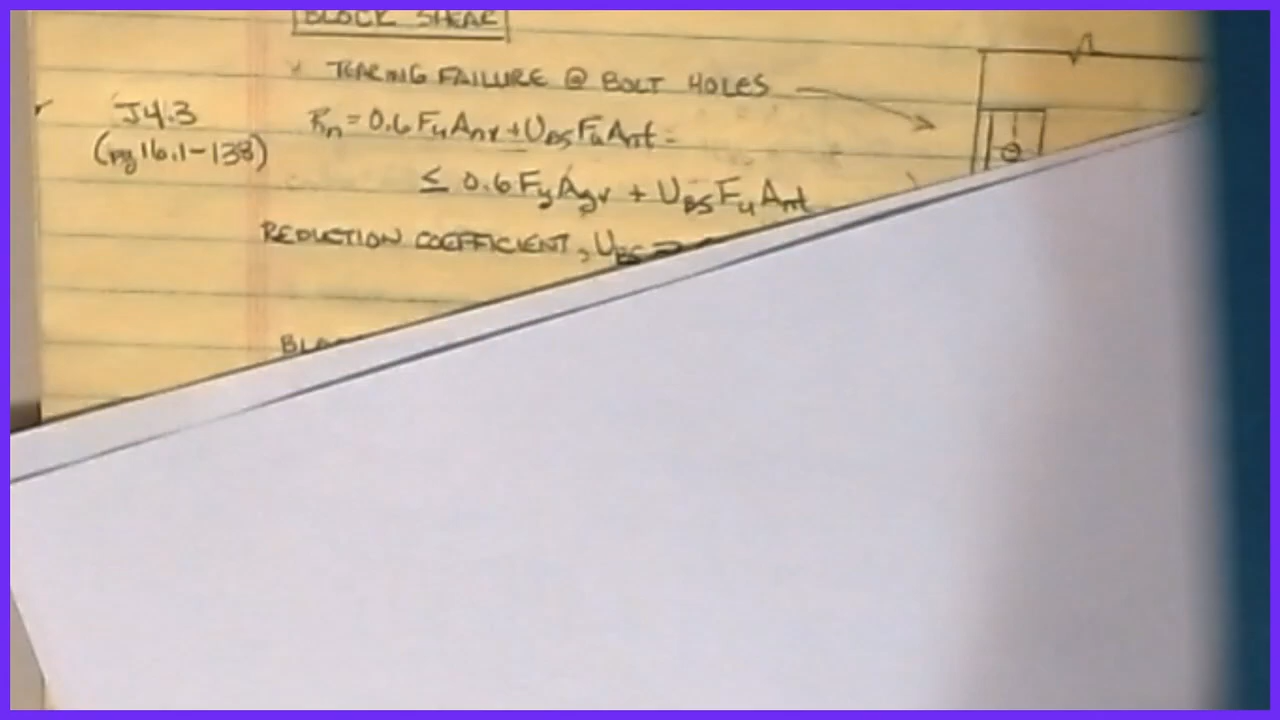 BLOCK SHEAR
TEARING FAILURE @ BOLT HOLES
J4.3
(pg 16.1-138)
Rn = 0.6 Fu Anv + UBS Fu Ant =
≤ 0.6 Fy Agv + UBS Fu Ant
REDUCTION COEFFICIENT, UBS =